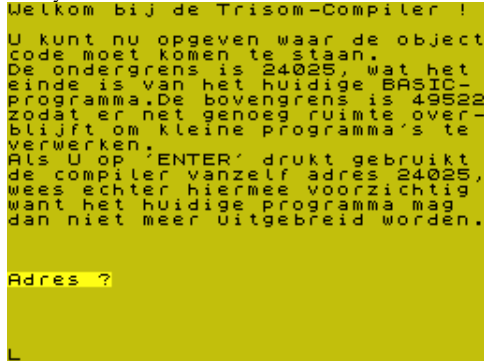 Welkom bij de Trisom-Compiler !
U kunt nu opgeven waar de object
code moet komen te staan.
De ondergrens is 24025, wat het
einde is van het huidige BASIC-
programma.De bovengrens is 49522
zodat er net genoeg ruimte over-
blijft om kleine programma's te
verwerken.
Als U op 'ENTER' drukt gebruikt
de compiler vanzelf adres 24025,
wees echter hiermee voorzichtig
want het huidige programma mag
dan niet meer uitgebreid worden.
Adres ?
L